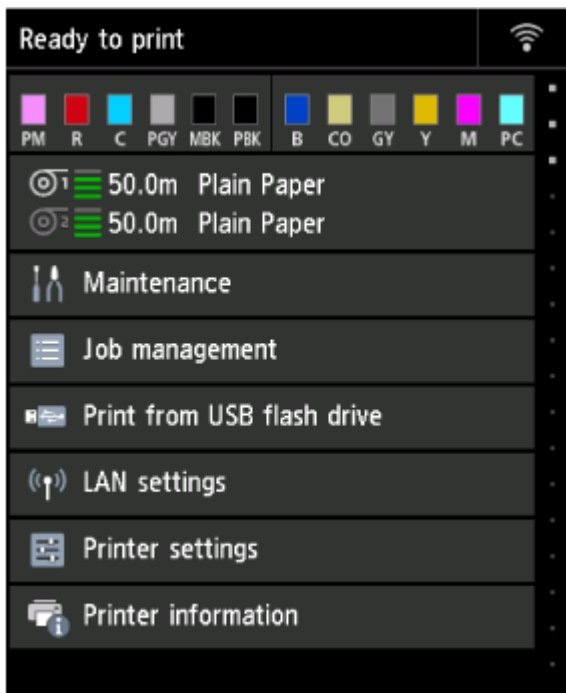 Ready to print
PM R C PGY MBK PBK B CO GY Y M PC
1 50.0m Plain Paper
2 50.0m Plain Paper
Maintenance
Job management
Print from USB flash drive
LAN settings
Printer settings
Printer information